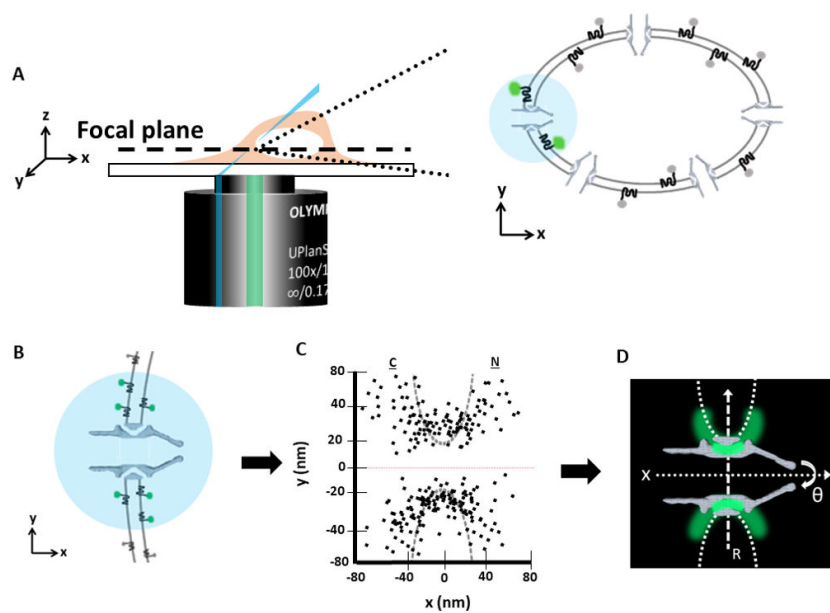 A
z
Focal plane
x
y
OLYM
UPlanS
100x/1
∞/0.17
y
x
B
y
x
C
C
N
80
40
20
0
-20
-40
-80
y (nm)
-80
-40
0
40
80
x (nm)
D
X
θ
R